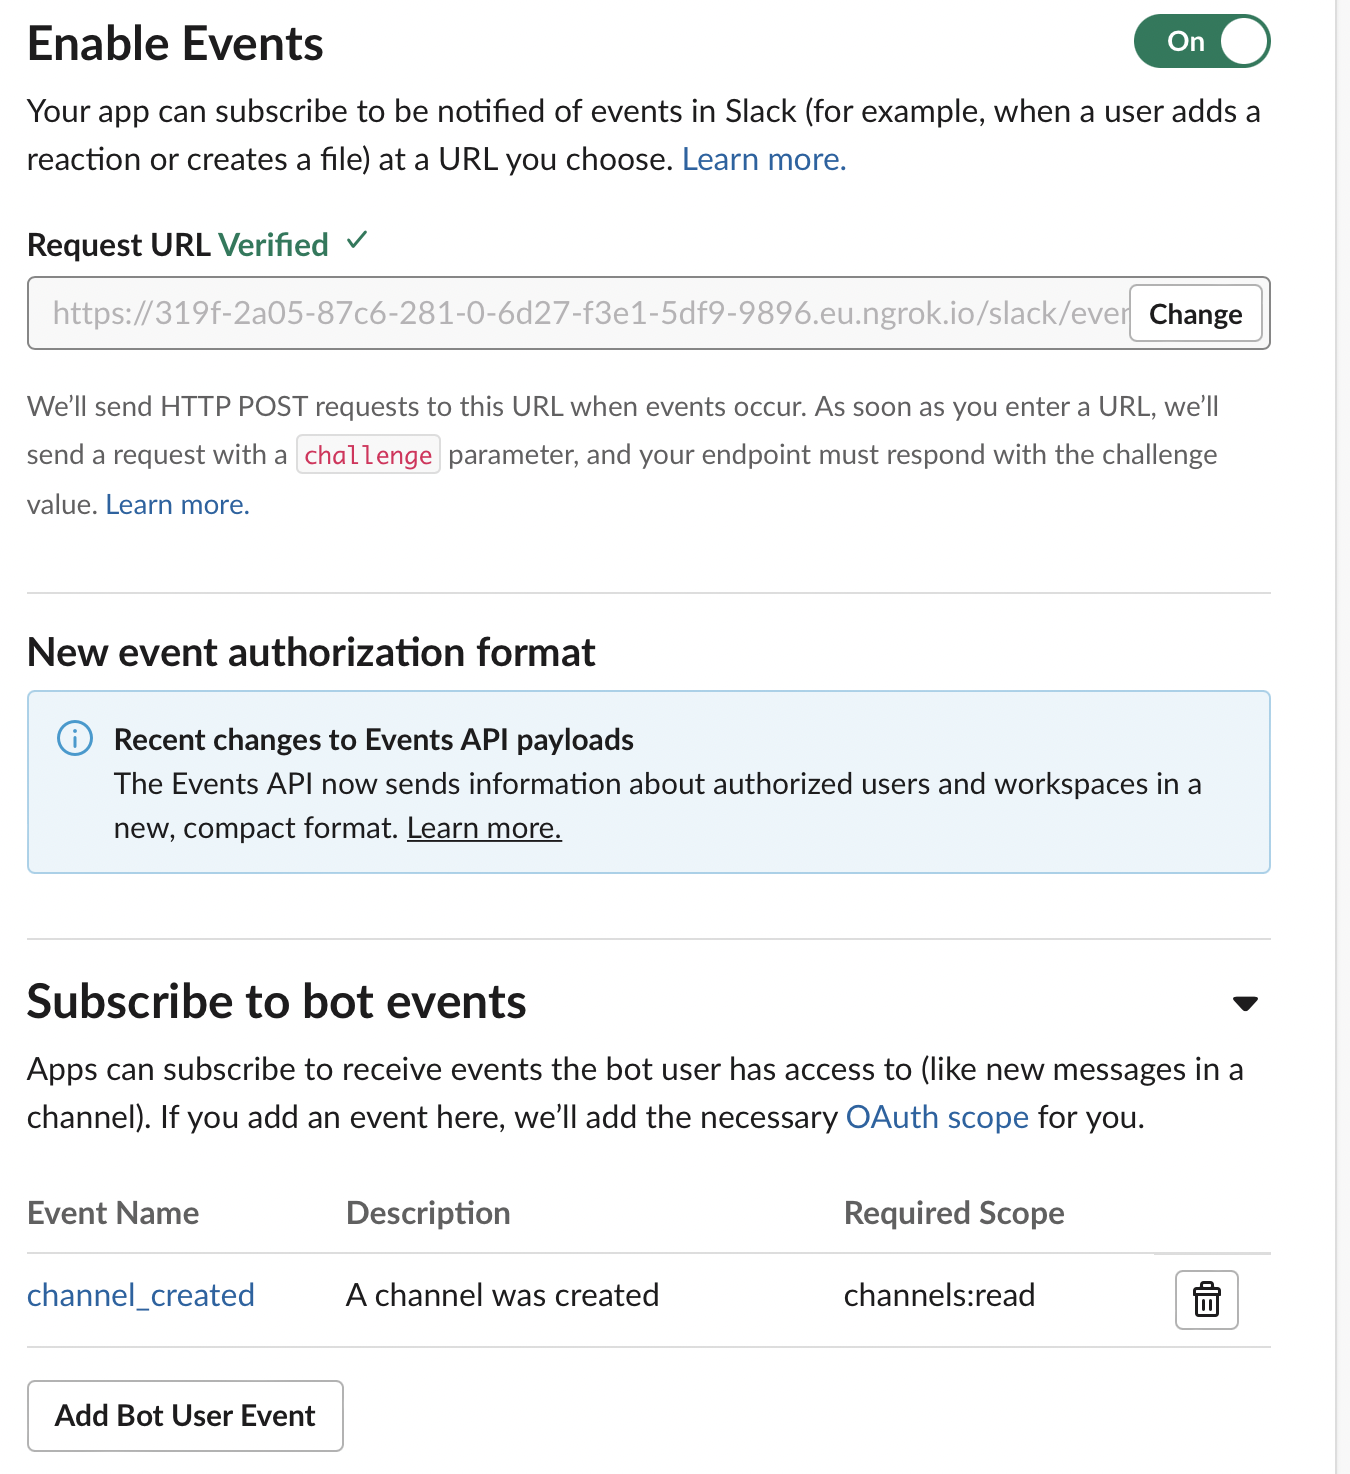 Enable Events
On
Your app can subscribe to be notified of events in Slack (for example, when a user adds a
reaction or creates a file) at a URL you choose. Learn more.
Request URL Verified ✓
https://319f-2a05-87c6-281-0-6d27-f3e1-5df9-9896.eu.ngrok.io/slack/ever
Change
We’ll send HTTP POST requests to this URL when events occur. As soon as you enter a URL, we’ll
send a request with a challenge parameter, and your endpoint must respond with the challenge
value. Learn more.
New event authorization format
Recent changes to Events API payloads
The Events API now sends information about authorized users and workspaces in a
new, compact format. Learn more.
Subscribe to bot events
Apps can subscribe to receive events the bot user has access to (like new messages in a
channel). If you add an event here, we’ll add the necessary OAuth scope for you.
Event Name Description Required Scope
channel_created A channel was created channels:read
Add Bot User Event